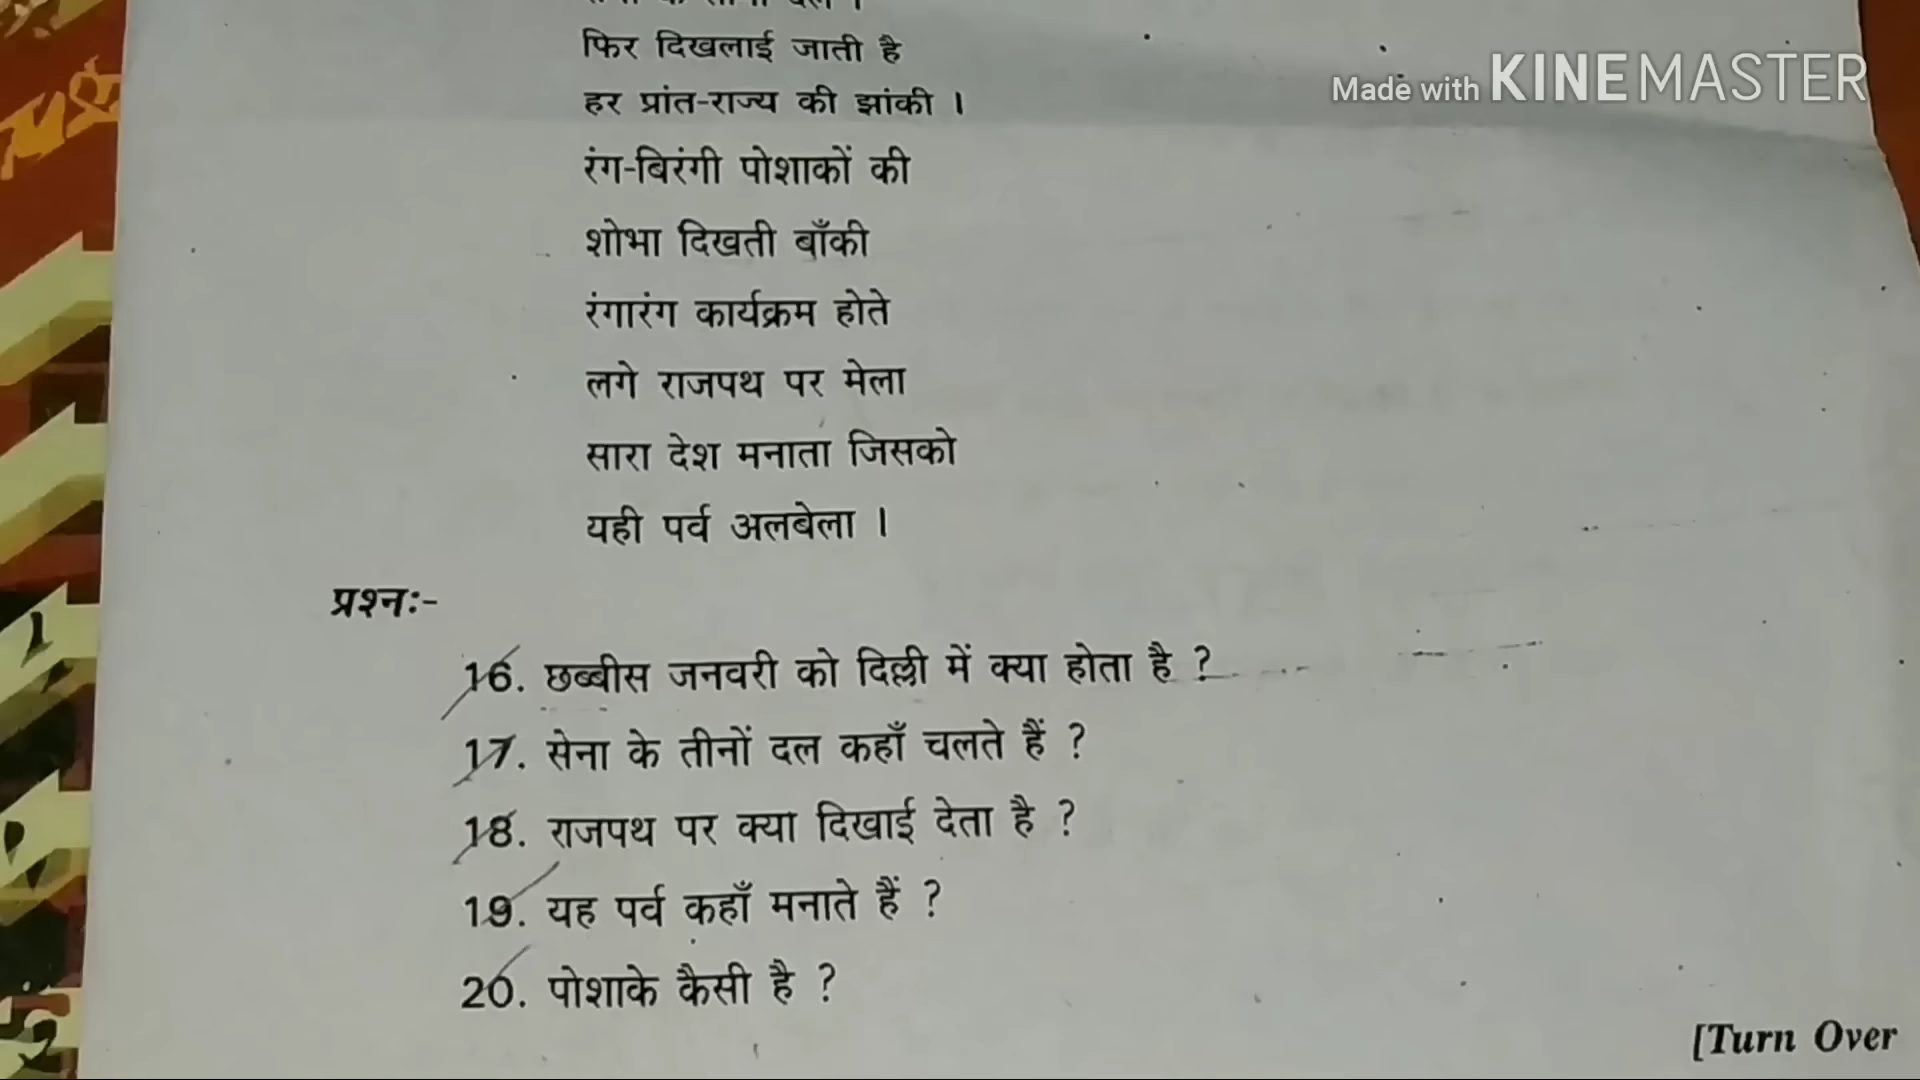 फिर दिखलाई जाती है
हर प्रांत-राज्य की झांकी ।
Made with KINEMASTER
रंग-बिरंगी पोशाकों की
शोभा दिखती बाँकी
रंगारंग कार्यक्रम होते
लगे राजपथ पर मेला
सारा देश मनाता जिसको
यही पर्व अलबेला ।
प्रश्नः-
16. छब्बीस जनवरी को दिल्ली में क्या होता है ?
17. सेना के तीनों दल कहाँ चलते हैं ?
18. राजपथ पर क्या दिखाई देता है ?
19. यह पर्व कहाँ मनाते हैं ?
20. पोशाके कैसी है ?
[Turn Over